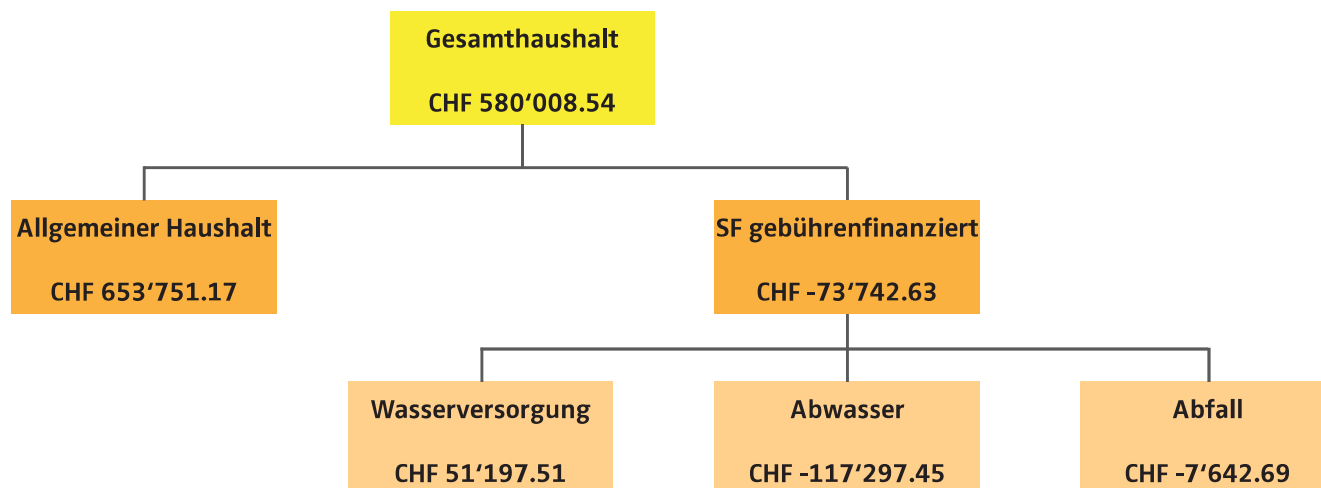 Gesamthaushalt
CHF 580‘008.54
Allgemeiner Haushalt
CHF 653‘751.17
SF gebührenfinanziert
CHF -73‘742.63
Wasserversorgung
CHF 51‘197.51
Abwasser
CHF -117‘297.45
Abfall
CHF -7‘642.69